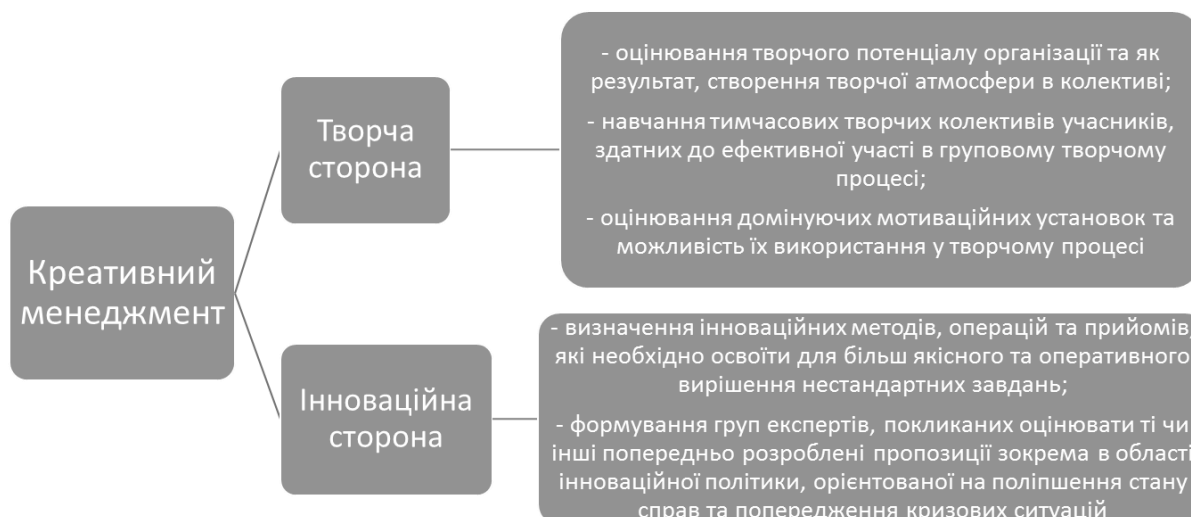 Креативний
менеджмент
Творча
сторона
- оцінювання творчого потенціалу організації та як
результат, створення творчої атмосфери в колективі;
- навчання тимчасових творчих колективів учасників,
здатних до ефективної участі в груповому творчому
процесі;
- оцінювання домінуючих мотиваційних установок та
можливість їх використання у творчому процесі
Інноваційна
сторона
- визначення інноваційних методів, операцій та прийомів,
які необхідно освоїти для більш якісного та оперативного
вирішення нестандартних завдань;
- формування груп експертів, покликаних оцінювати ті чи
інші попередньо розроблені пропозиції зокрема в області
інноваційної політики, орієнтованої на поліпшення стану
справ та попередження кризових ситуацій